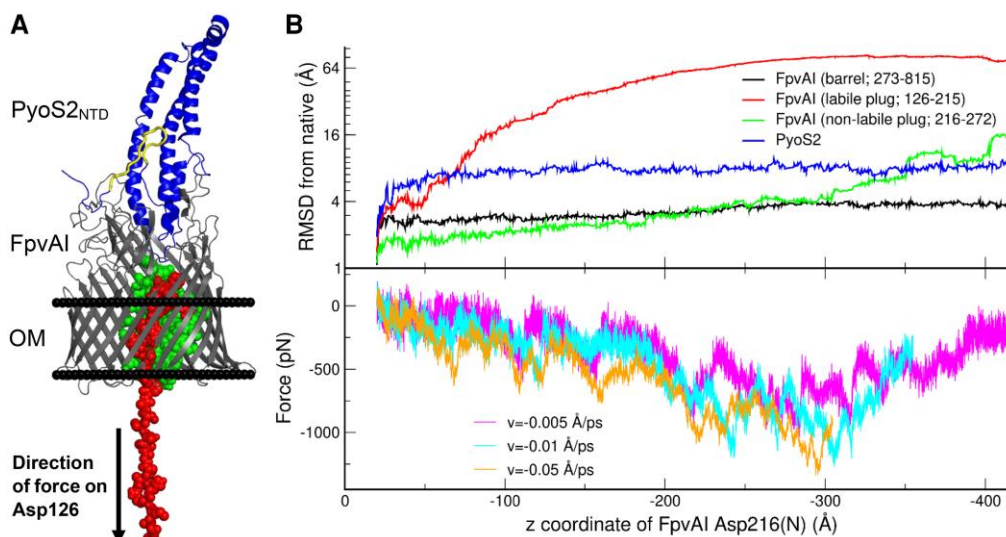 A
PyoS2NTD
FpvAI
OM
Direction
of force on
Asp126
B
RMSD from native (Å)
64
16
4
1
FpvAI (barrel; 273-815)
FpvAI (labile plug; 126-215)
FpvAI (non-labile plug; 216-272)
PyoS2
Force (pN)
0
-500
-1000
v=-0.005 Å/ps
v=-0.01 Å/ps
v=-0.05 Å/ps
0
-100
-200
-300
-400
z coordinate of FpvAI Asp216(N) (Å)